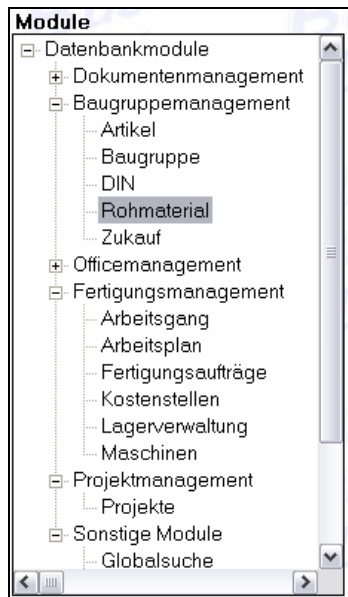 Module
Datenbankmodule
Dokumentenmanagement
Baugruppemanagement
Artikel
Baugruppe
DIN
Rohmaterial
Zukauf
Officemanagement
Fertigungsmanagement
Arbeitsgang
Arbeitsplan
Fertigungsaufträge
Kostenstellen
Lagerverwaltung
Maschinen
Projektmanagement
Projekte
Sonstige Module
Globalsuche